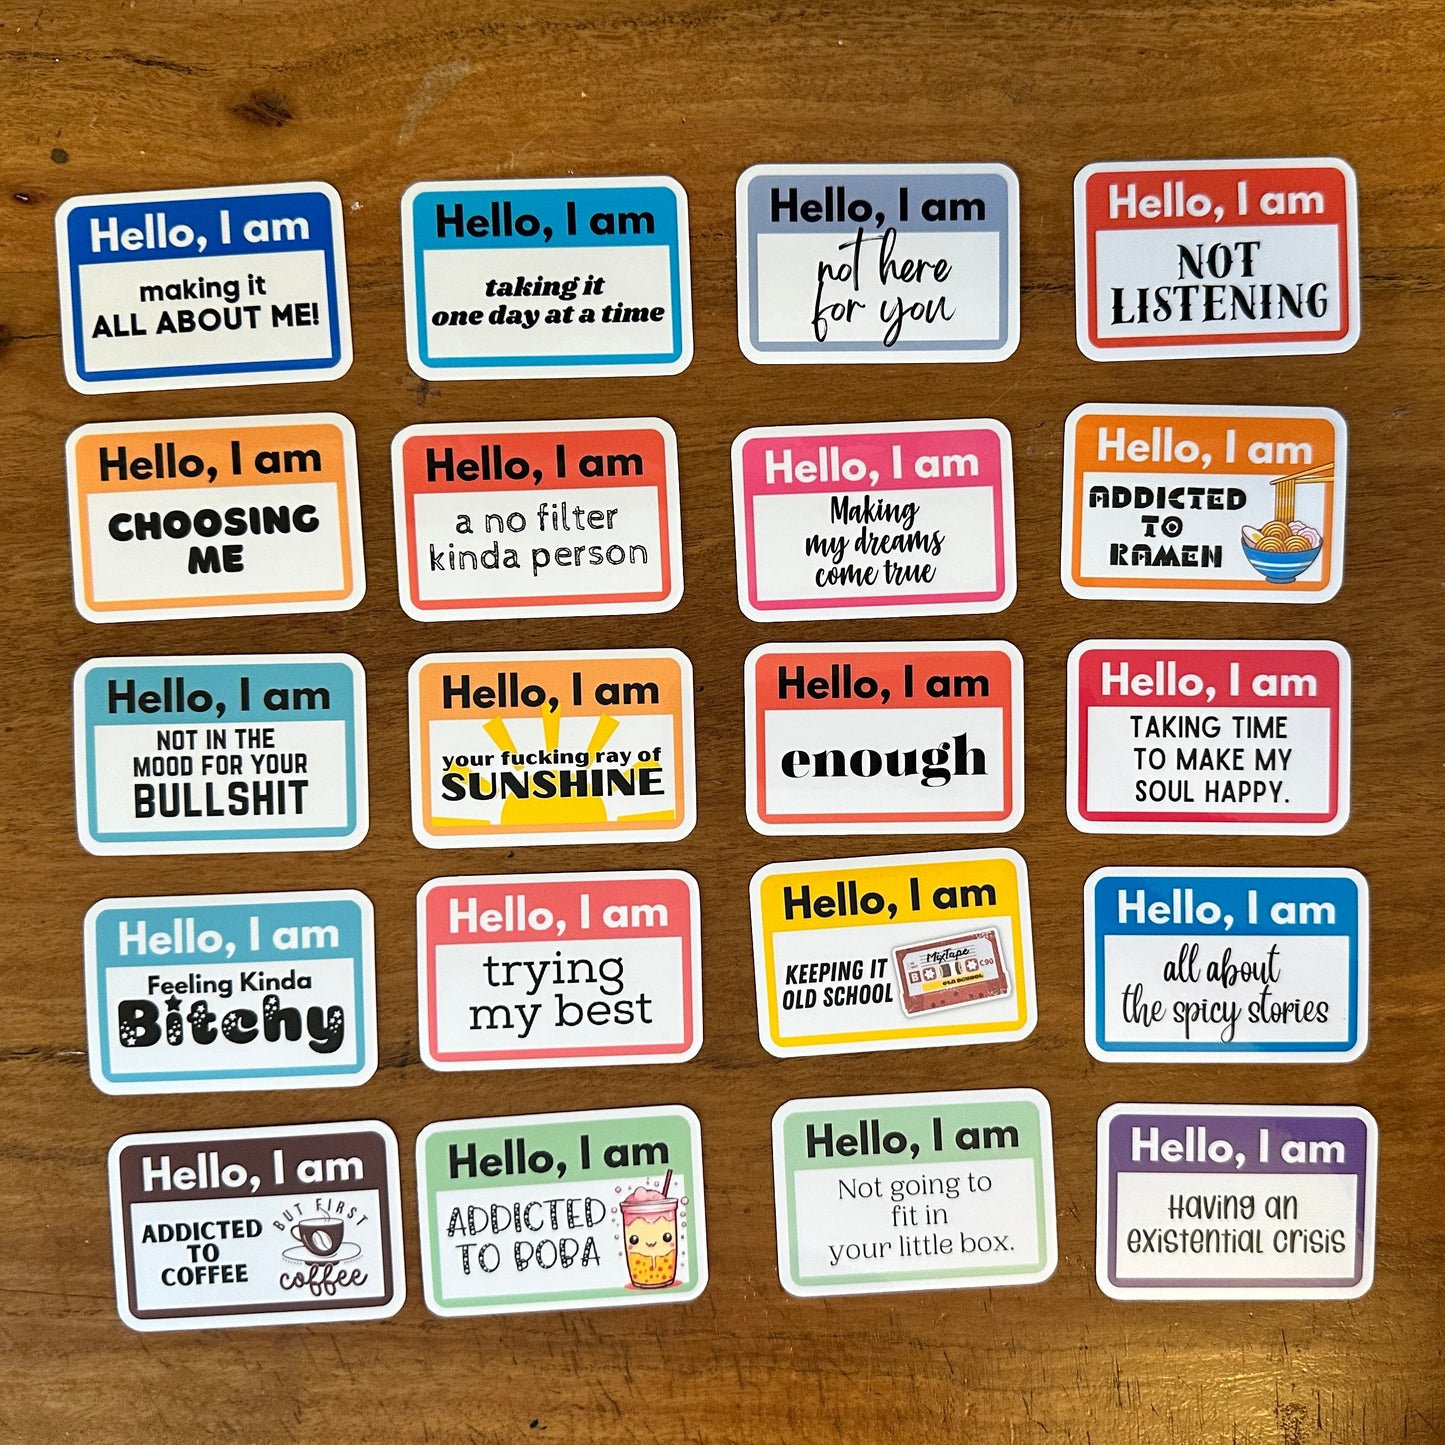 Hello, I am
making it
ALL ABOUT ME!
Hello, I am
taking it
one day at a time
Hello, I am
not here
for you
Hello, I am
NOT
LISTENING
Hello, I am
CHOOSING
ME
Hello, I am
a no filter
kinda person
Hello, I am
Making
my dreams
come true
Hello, I am
ADDICTED
TO
RAMEN
Hello, I am
NOT IN THE
MOOD FOR YOUR
BULLSHIT
Hello, I am
your fucking ray of
SUNSHINE
Hello, I am
enough
Hello, I am
TAKING TIME
TO MAKE MY
SOUL HAPPY.
Hello, I am
Feeling Kinda
Bitchy
Hello, I am
trying
my best
Hello, I am
KEEPING IT
OLD SCHOOL
MixTape
B
C90
OLD SCHOOL
Hello, I am
all about
the spicy stories
Hello, I am
ADDICTED
TO
COFFEE
BUT FIRST
coffee
Hello, I am
ADDICTED
TO BOBA
Hello, I am
Not going to
fit in
your little box.
Hello, I am
Having an
existential crisis